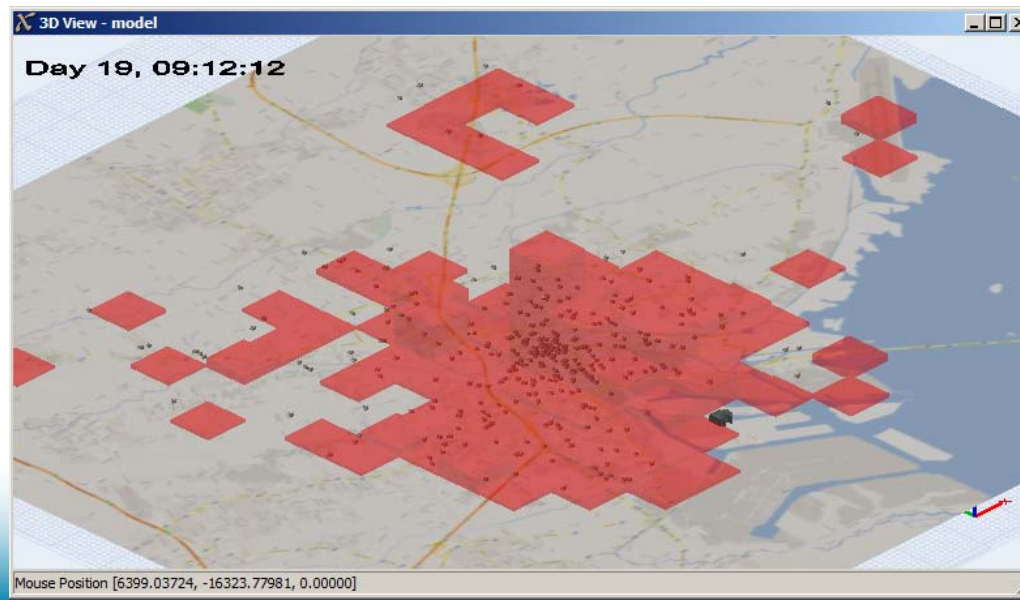 3D View - model
Day 19, 09:12:12
Mouse Position [6399.03724, -16323.77981, 0.00000]